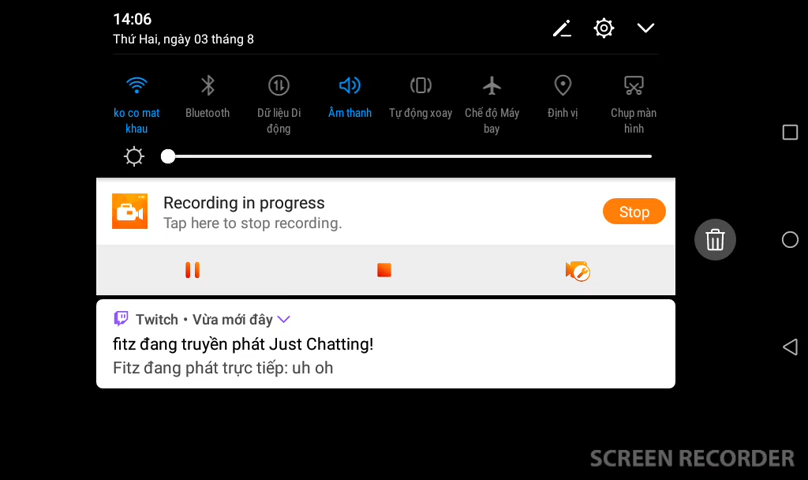 14:06
Thứ Hai, ngày 03 tháng 8
ko co mat
khau
Bluetooth
Dữ liệu Di
động
Âm thanh
Tự động xoay
Chế độ Máy
bay
Định vị
Chụp màn
hình
Recording in progress
Tap here to stop recording.
Stop
Twitch • Vừa mới đây
fitz đang truyền phát Just Chatting!
Fitz đang phát trực tiếp: uh oh
SCREEN RECORDER